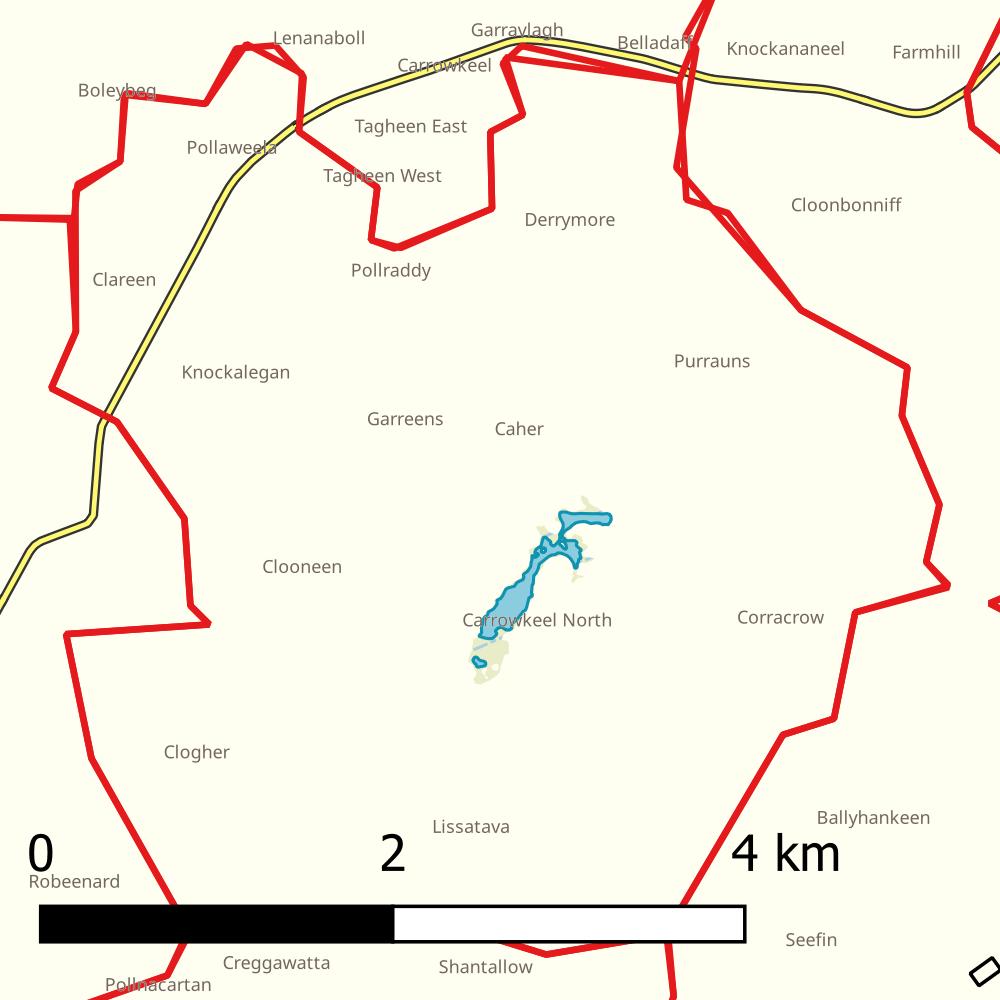 Garravlagh
Lenanaboll
Belladaff
Knockananeel
Farmhill
Carrowkeel
Boleybeg
Tagheen East
Pollaweela
Tagheen West
Cloonbonniff
Derrymore
Pollraddy
Clareen
Purrauns
Knockalegan
Garreens
Caher
Clooneen
Carrowkeel North
Corracrow
Clogher
Ballyhankeen
Lissatava
0 2 4 km
Robeenard
Seefin
Creggawatta
Shantallow
Pollnacartan